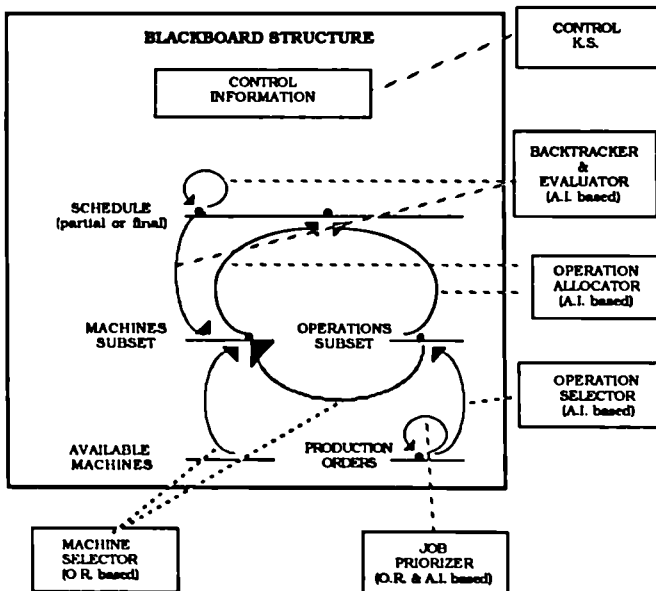 BLACKBOARD STRUCTURE
CONTROL
INFORMATION
CONTROL
K.S.
BACKTRACKER
&
EVALUATOR
(A.I. based)
SCHEDULE
(partial or final)
OPERATION
ALLOCATOR
(A.I. based)
MACHINES
SUBSET
OPERATIONS
SUBSET
OPERATION
SELECTOR
(A.I. based)
AVAILABLE
MACHINES
PRODUCTION
ORDERS
MACHINE
SELECTOR
(O R. based)
JOB
PRIORIZER
(O.R. & A.I. based)